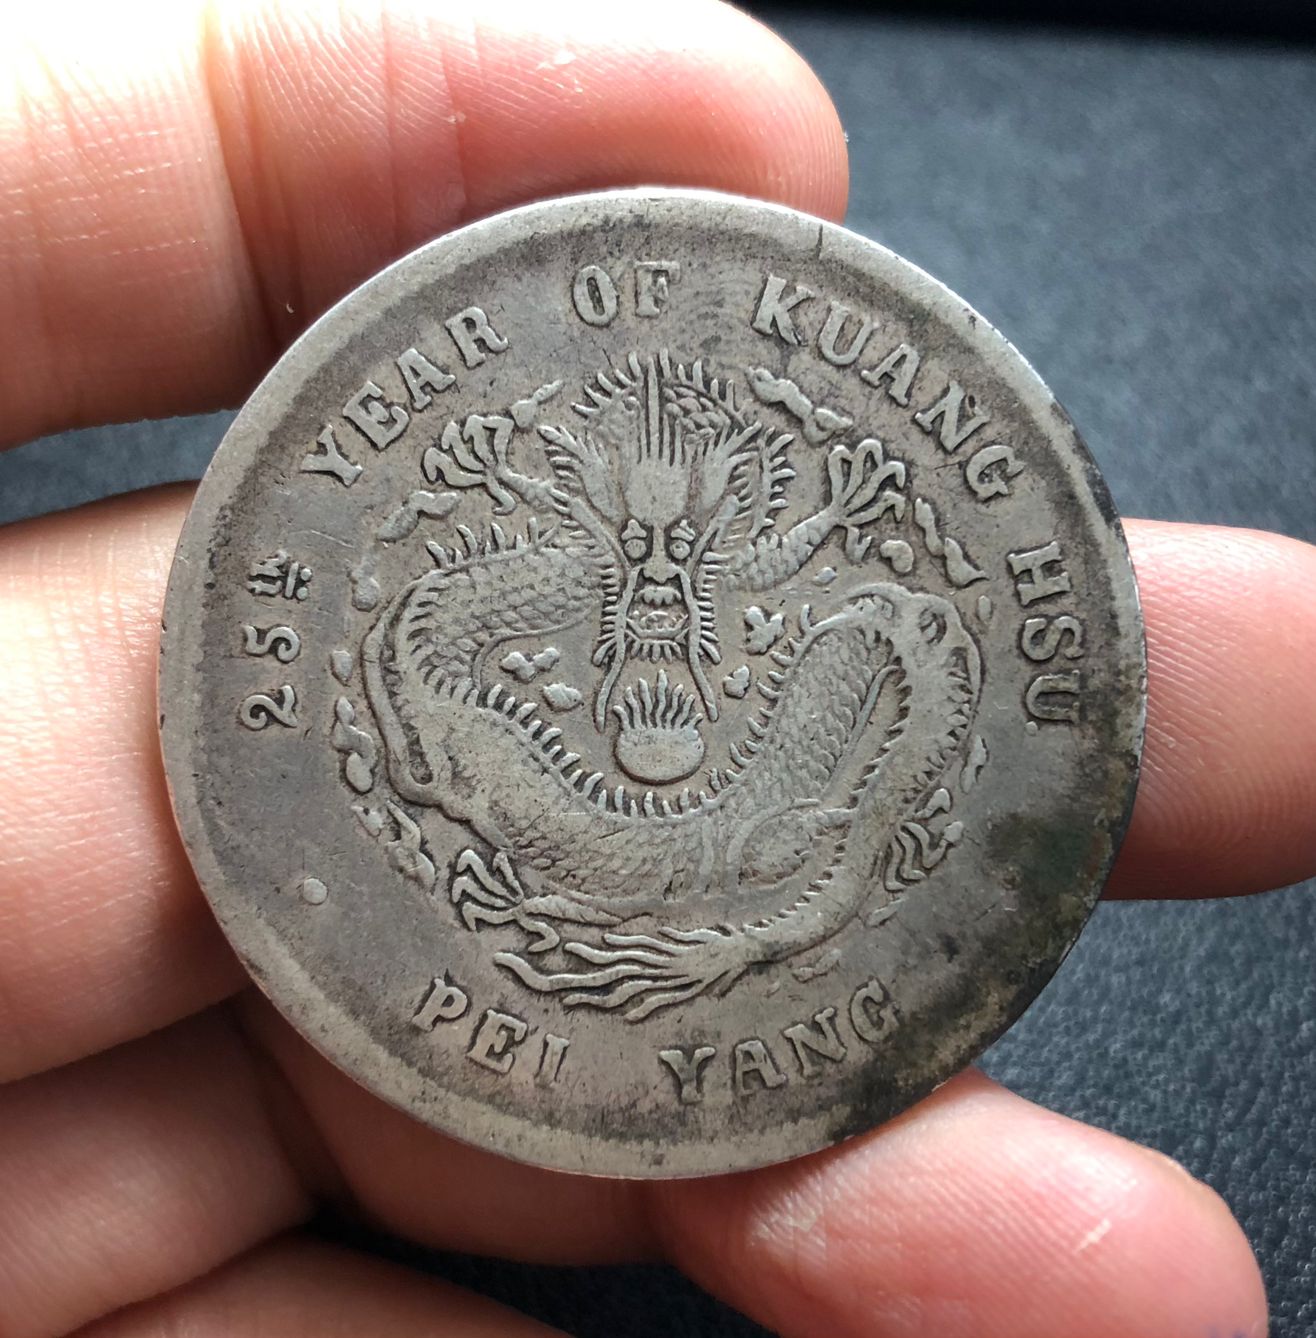 25th YEAR OF KUANG HSU
PEI YANG